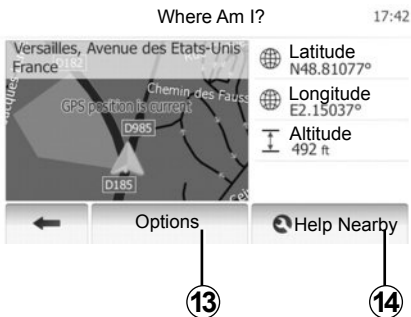 Where Am I?
17:42
Versailles, Avenue des Etats-Unis
France
D182
Chemin des Fauss
GPS position is current
D985
D185
Latitude
N48.81077°
Longitude
E2.15037°
Altitude
492 ft
Options
Help Nearby
13
14